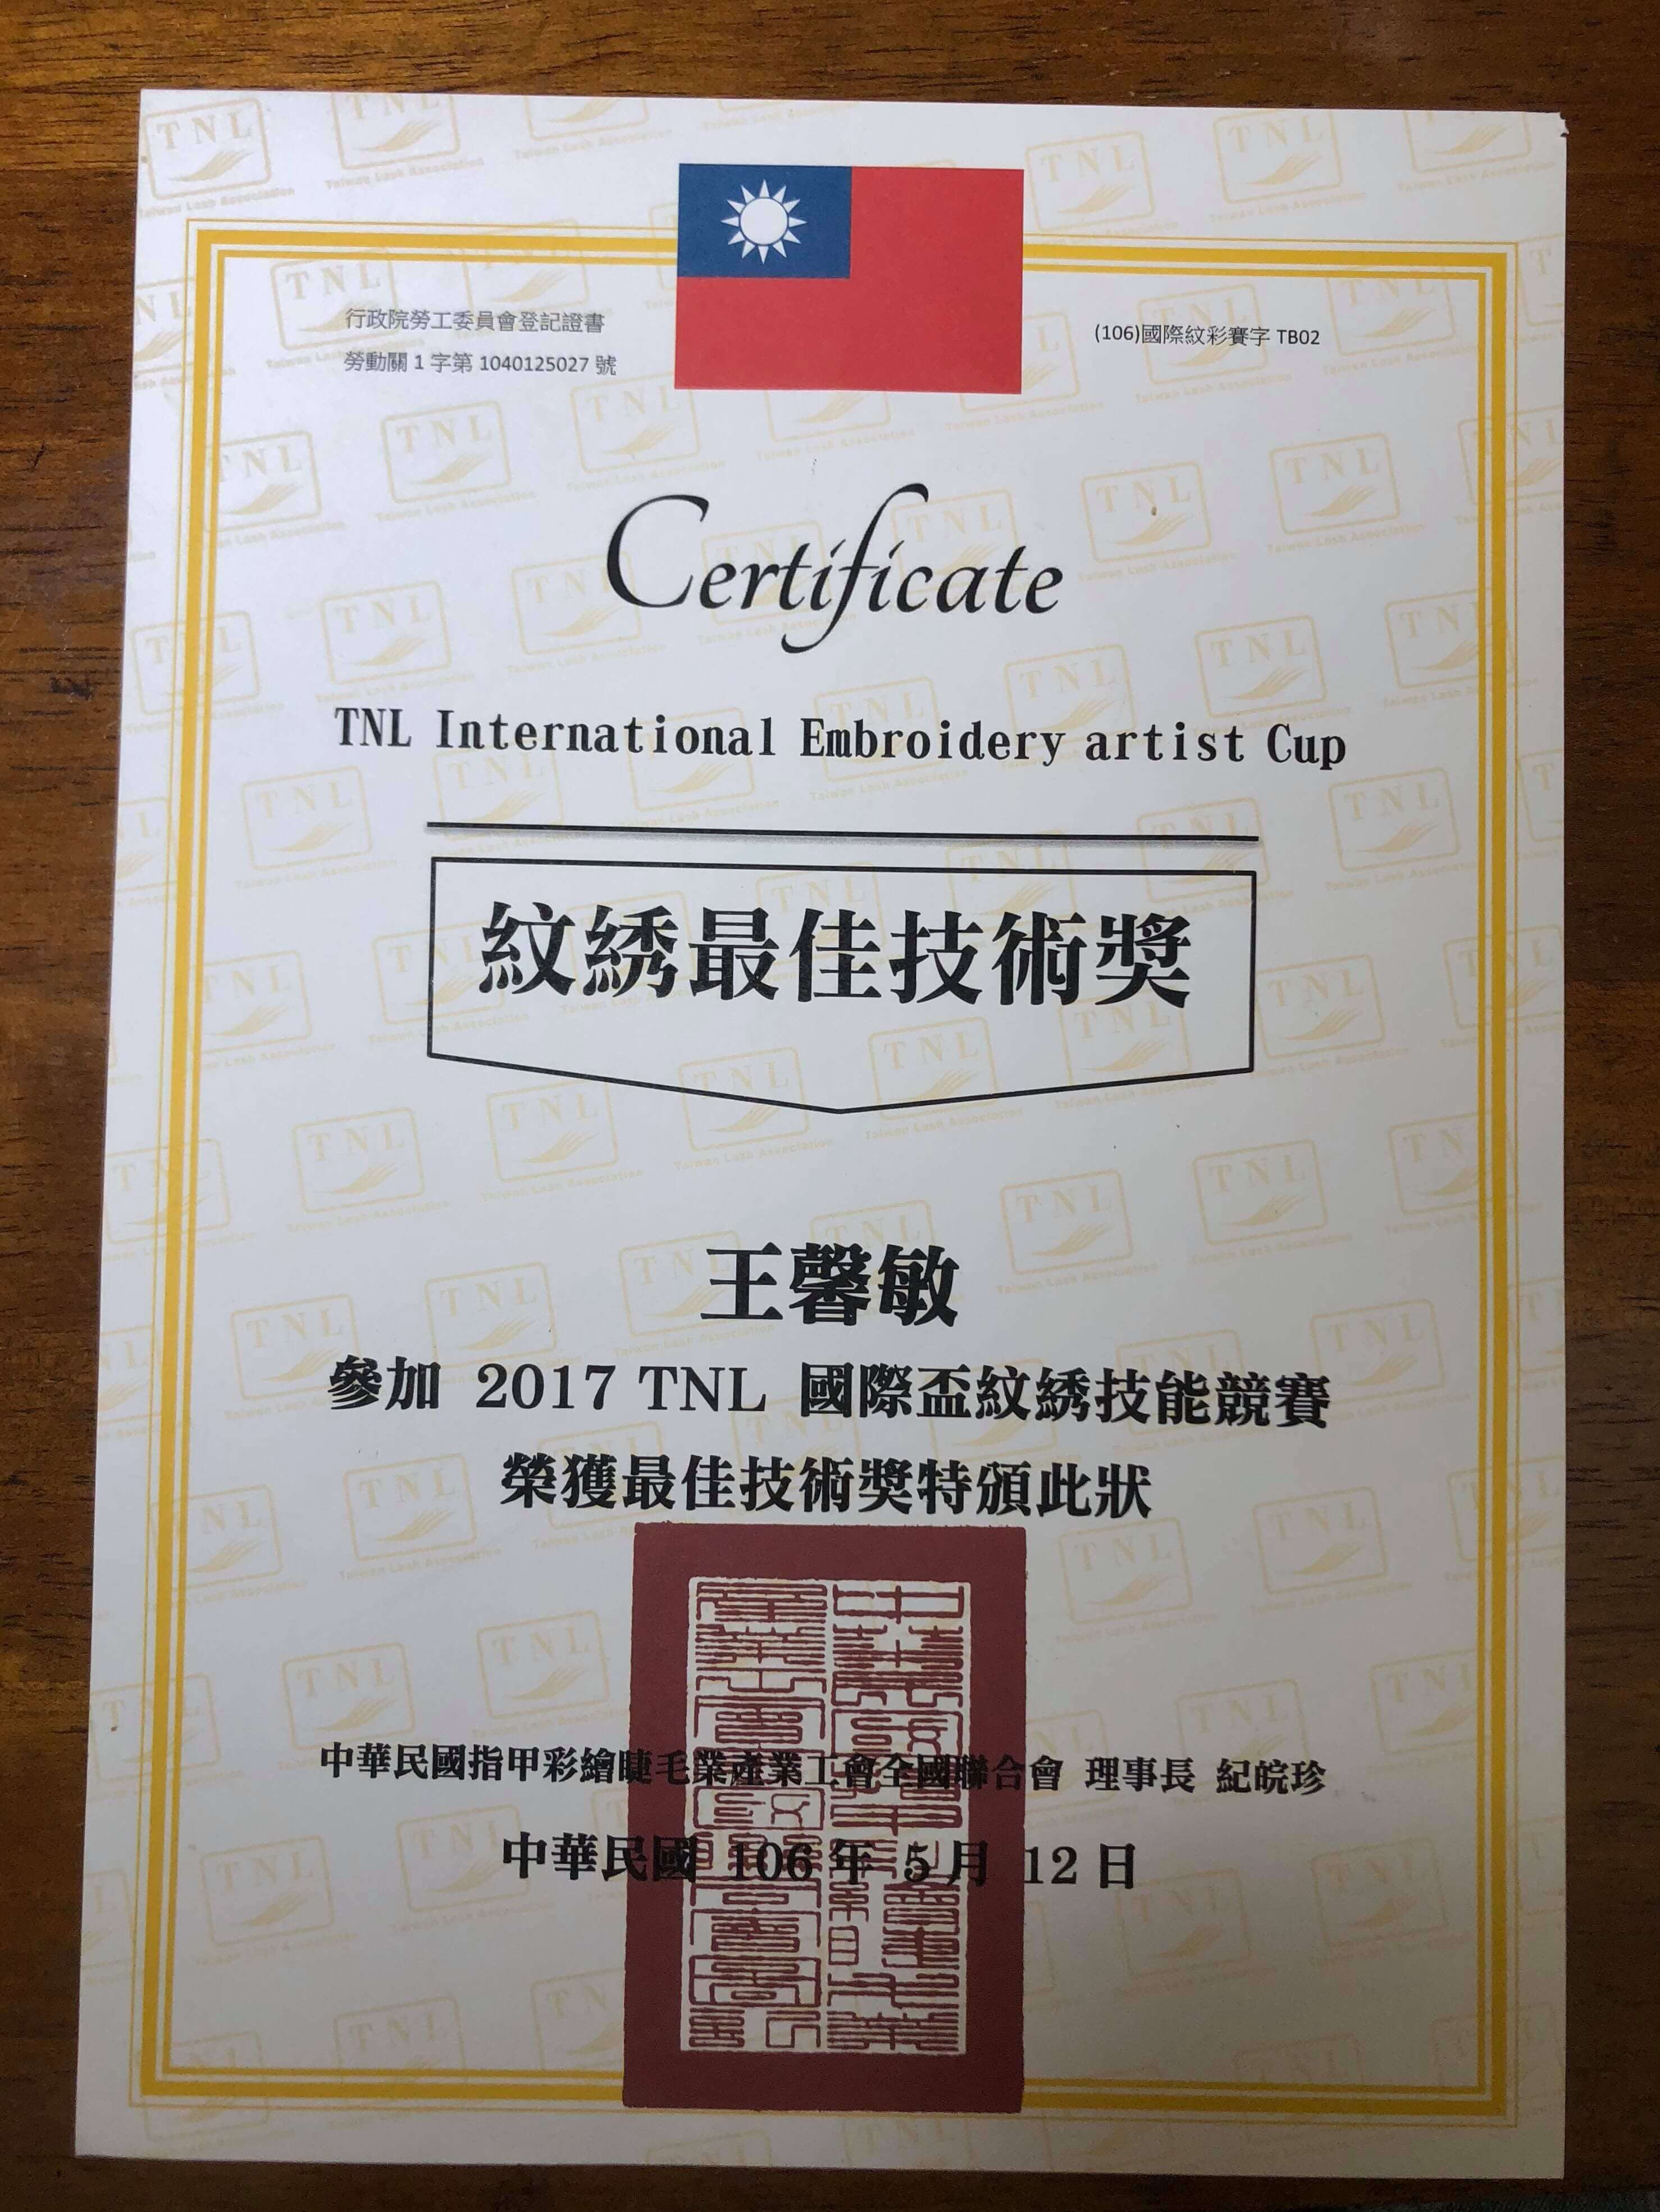 行政院勞工委員會登記證書
勞動關 1 字第 1040125027 號
(106)國際紋彩賽字 TB02
Certificate
TNL International Embroidery artist Cup
紋綉最佳技術獎
王馨敏
參加 2017 TNL 國際盃紋綉技能競賽
榮獲最佳技術獎特頒此狀
中華民國指甲彩繪睫毛業產業工會全國聯合會 理事長 紀皖珍
中華民國 106 年 5 月 12 日
TNL
Taiwan Lash Association